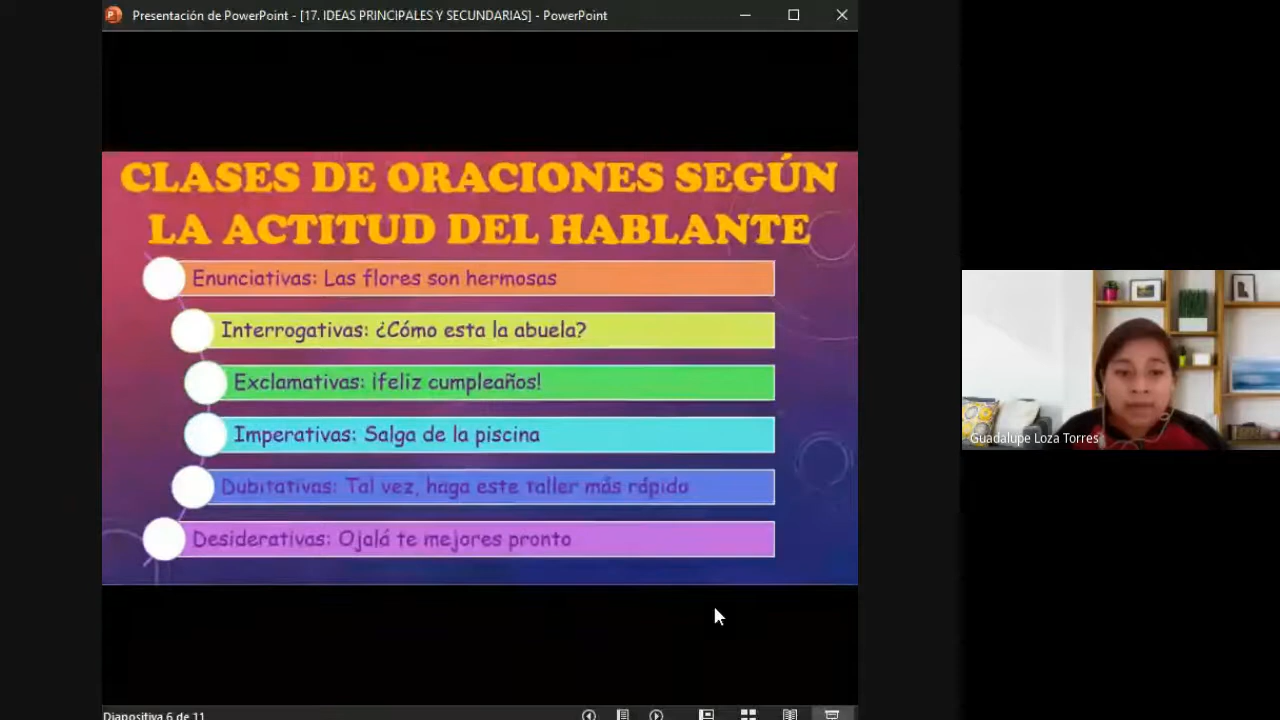 Presentación de PowerPoint - [17. IDEAS PRINCIPALES Y SECUNDARIAS] - PowerPoint
CLASES DE ORACIONES SEGÚN
LA ACTITUD DEL HABLANTE
Enunciativas: Las flores son hermosas
Interrogativas: ¿Cómo esta la abuela?
Exclamativas: ¡feliz cumpleaños!
Imperativas: Salga de la piscina
Dubitativas: Tal vez, haga este taller más rápido
Desiderativas: Ojalá te mejores pronto
Guadalupe Loza Torres
Diapositiva 6 de 11